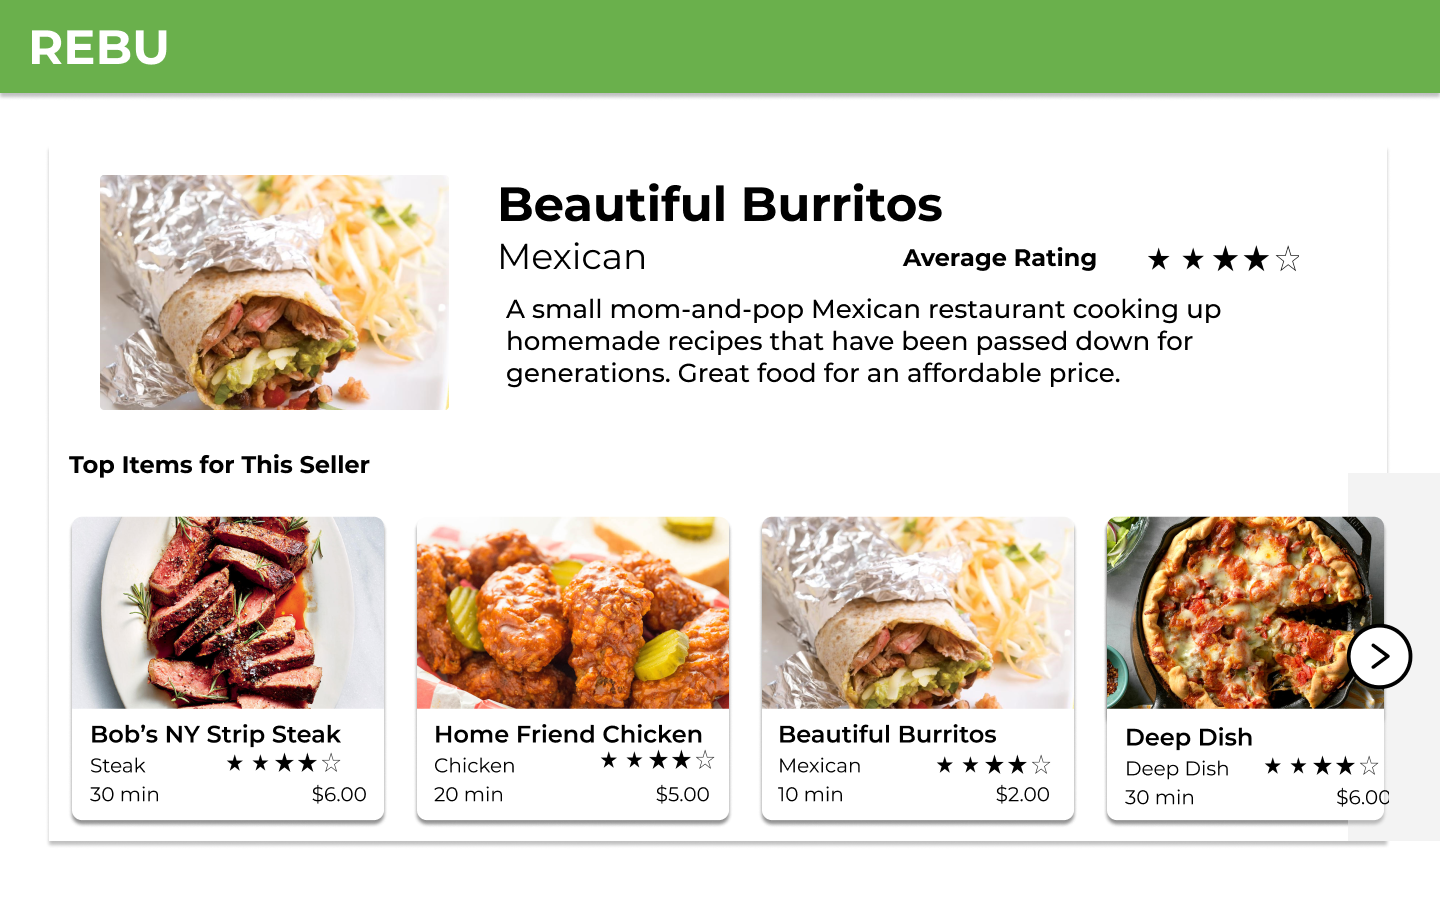 REBU
Beautiful Burritos
Mexican
Average Rating ★ ★ ★ ★ ☆
A small mom-and-pop Mexican restaurant cooking up
homemade recipes that have been passed down for
generations. Great food for an affordable price.
Top Items for This Seller
Bob's NY Strip Steak
Steak ★ ★ ★ ★ ☆
30 min $6.00
Home Friend Chicken
Chicken ★ ★ ★ ★ ☆
20 min $5.00
Beautiful Burritos
Mexican ★ ★ ★ ★ ☆
10 min $2.00
Deep Dish
Deep Dish ★ ★ ★ ★ ☆
30 min $6.00